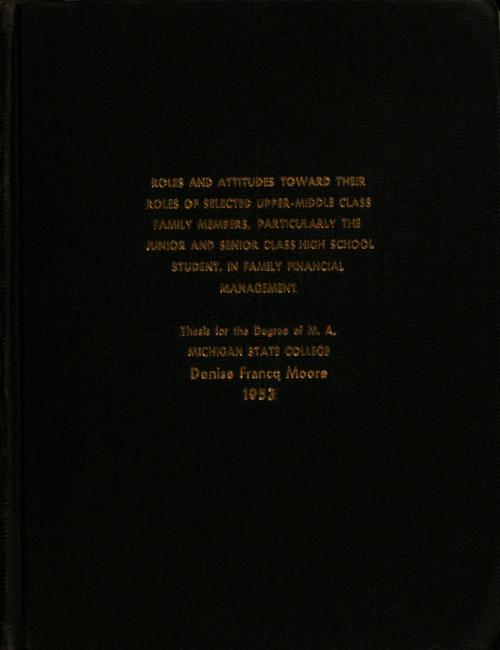 ROLES AND ATTITUDES TOWARD THEIR
ROLES OF SELECTED UPPER-MIDDLE CLASS
FAMILY MEMBERS, PARTICULARLY THE
JUNIOR AND SENIOR CLASS HIGH SCHOOL
STUDENT, IN FAMILY FINANCIAL
MANAGEMENT
Thesis for the Degree of M. A.
MICHIGAN STATE COLLEGE
Denise Francq Moore
1953